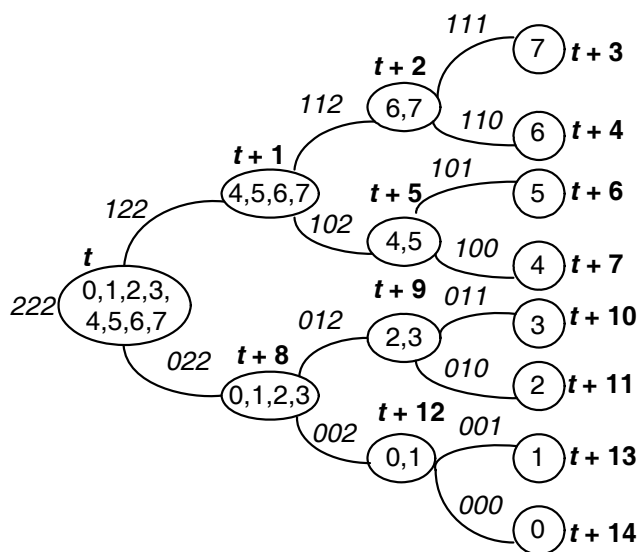 111
7
t + 3
t + 2
6,7
112
110
6
t + 4
t + 1
4,5,6,7
101
5
t + 6
t + 5
122
102
4,5
100
4
t + 7
t
0,1,2,3,
4,5,6,7
222
t + 9
011
3
t + 10
012
2,3
022
t + 8
010
2
t + 11
0,1,2,3
t + 12
001
002
0,1
1
t + 13
000
0
t + 14